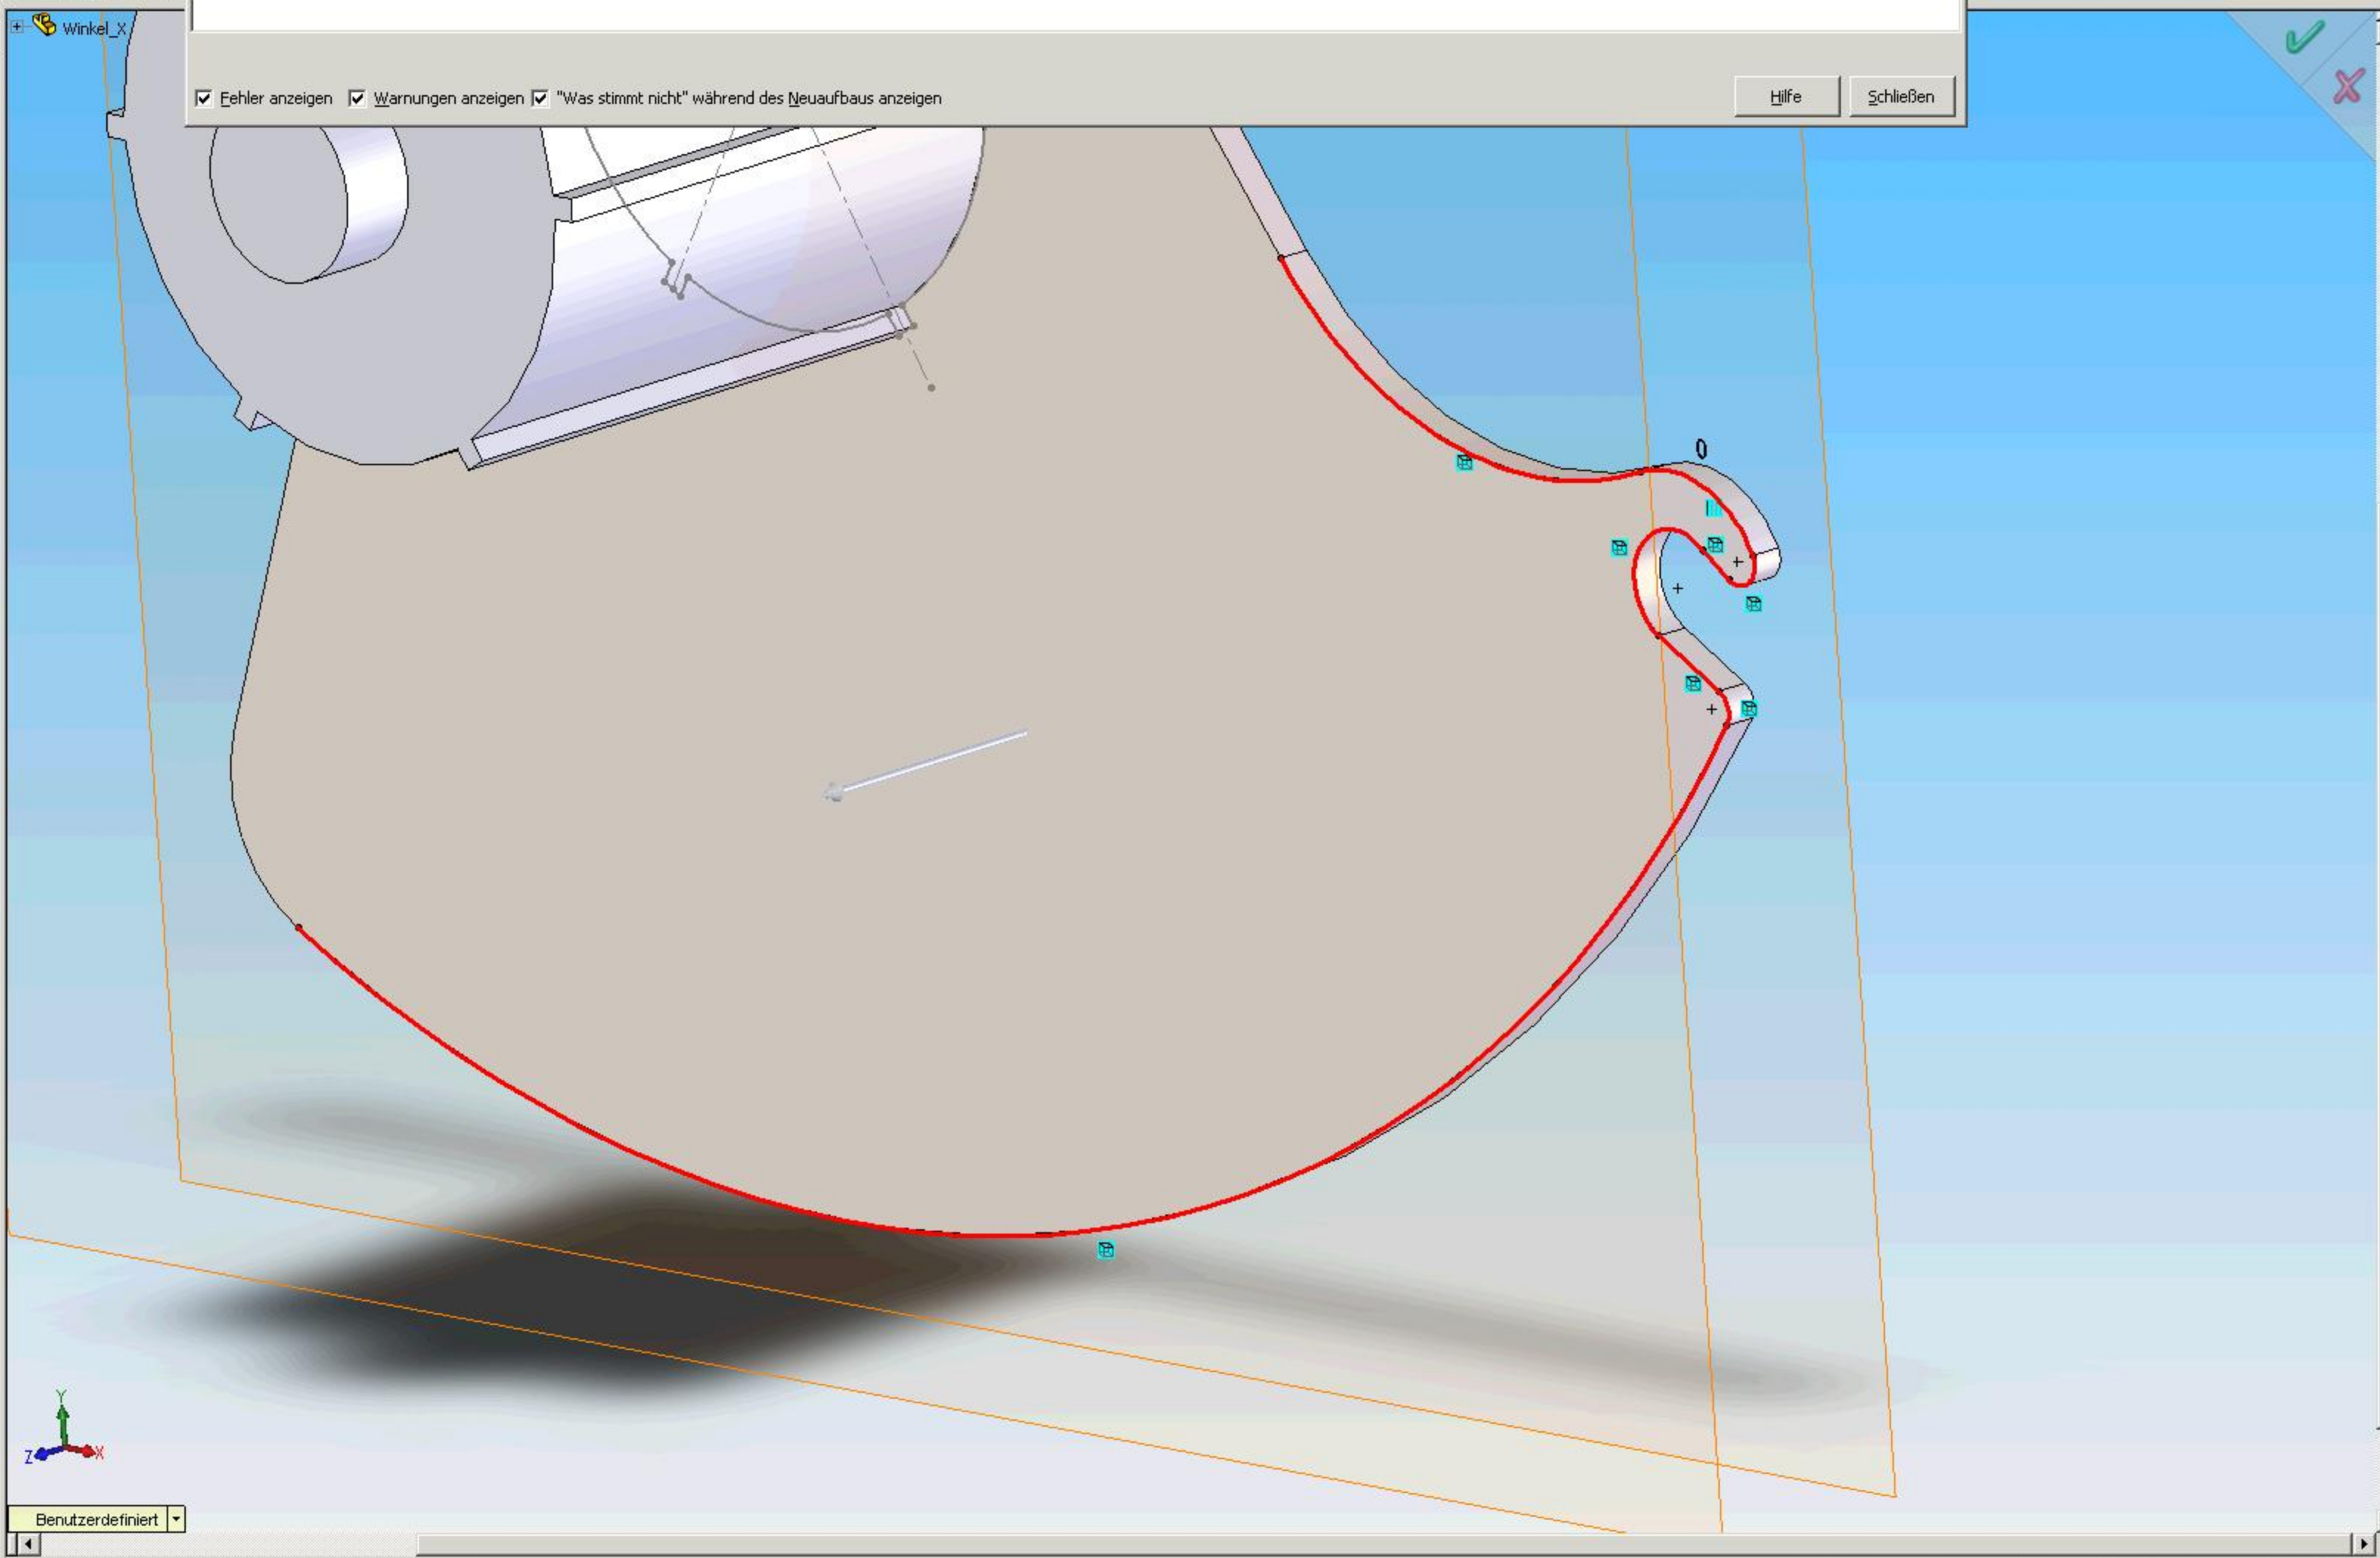 Winkel_X
Fehler anzeigen Warnungen anzeigen "Was stimmt nicht" während des Neuaufbaus anzeigen
Hilfe Schließen
0
Y
Z X
Benutzerdefiniert